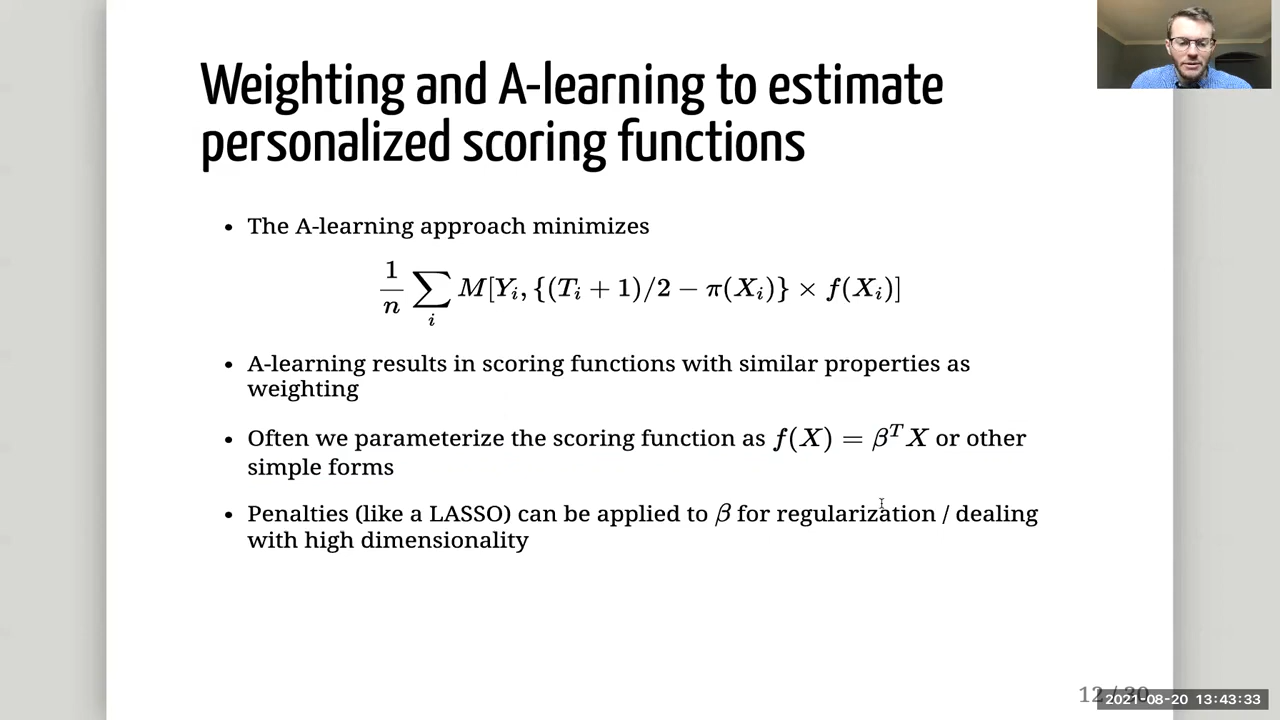 Weighting and A-learning to estimate
personalized scoring functions
• The A-learning approach minimizes
1/n ∑_i M[Y_i, {(T_i + 1)/2 − π(X_i)} × f(X_i)]
• A-learning results in scoring functions with similar properties as
weighting
• Often we parameterize the scoring function as f(X) = β^T X or other
simple forms
• Penalties (like a LASSO) can be applied to β for regularization / dealing
with high dimensionality
12 / 30
2021-08-20 13:43:33